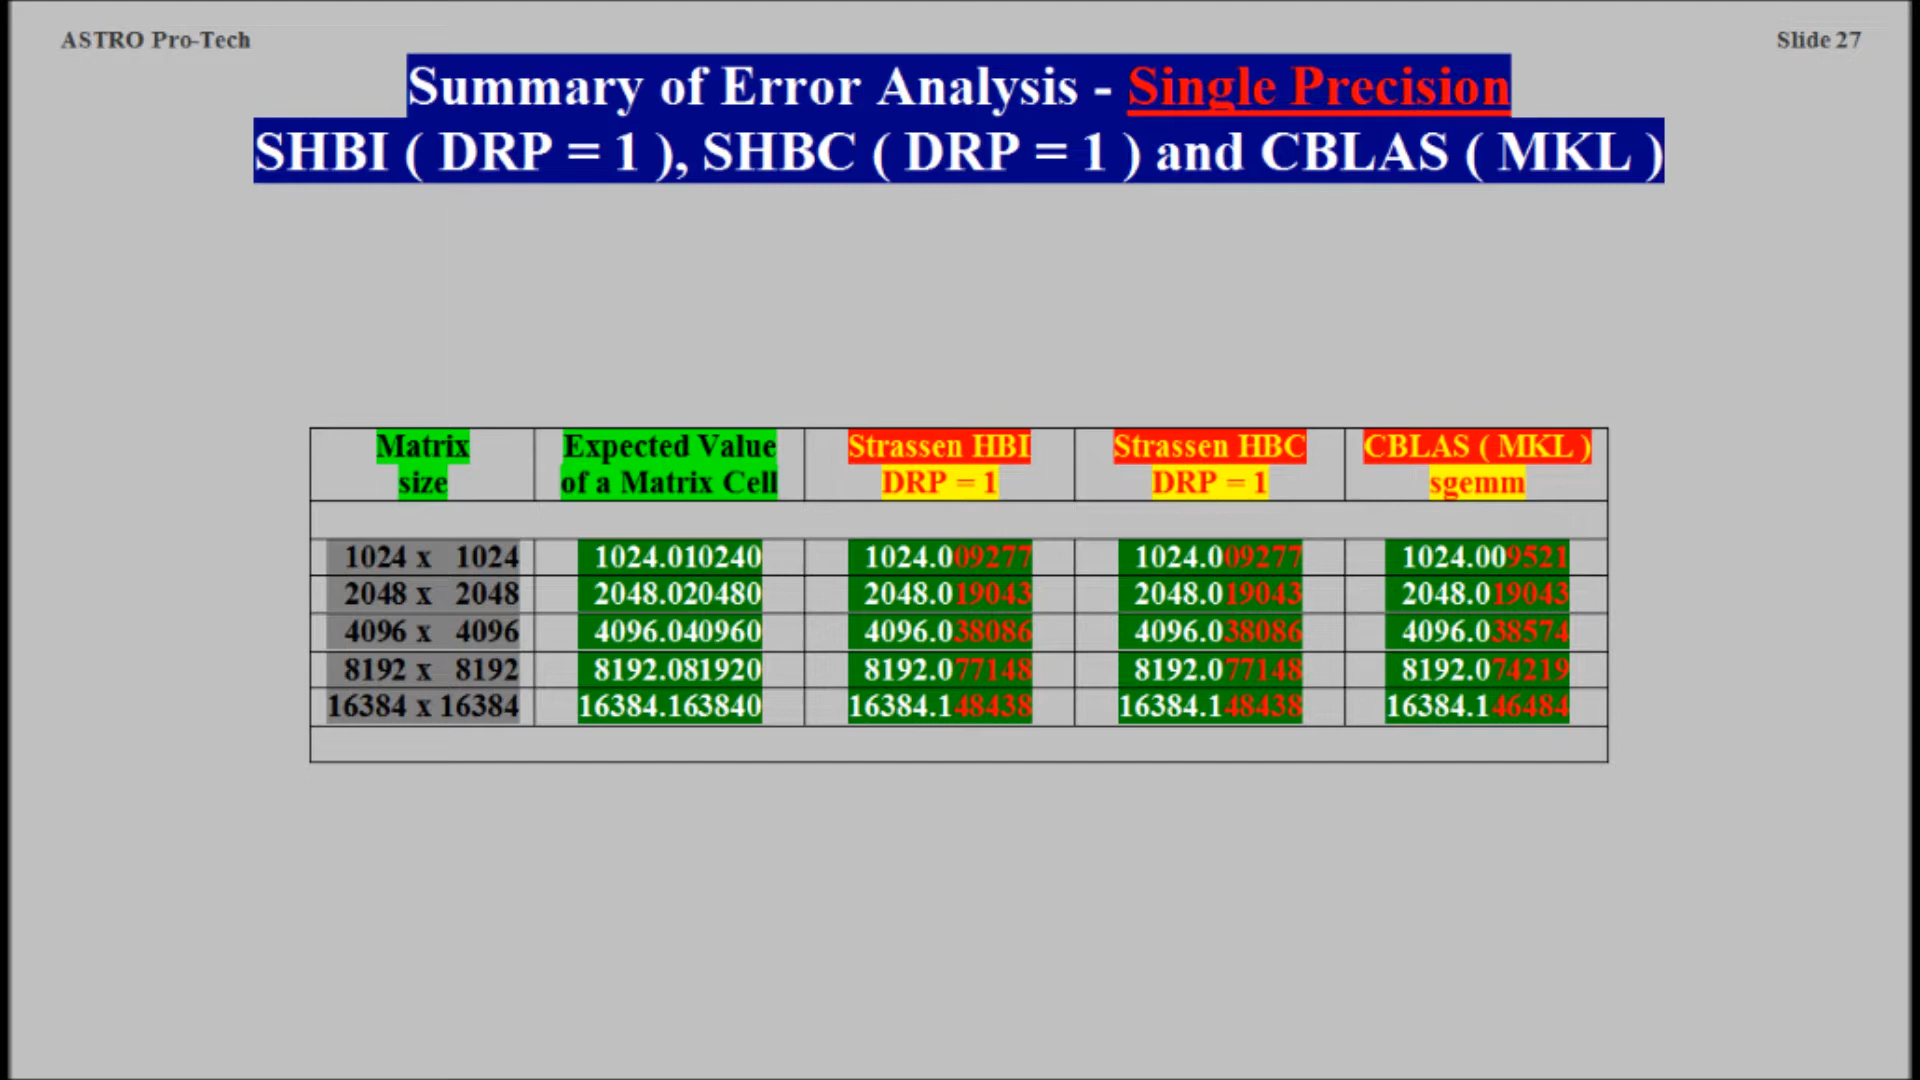 ASTRO Pro-Tech
Slide 27
Summary of Error Analysis - Single Precision
SHBI ( DRP = 1 ), SHBC ( DRP = 1 ) and CBLAS ( MKL )
Matrix size Expected Value of a Matrix Cell Strassen HBI DRP = 1 Strassen HBC DRP = 1 CBLAS ( MKL ) sgemm
1024 x 1024 1024.010240 1024.009277 1024.009277 1024.009521
2048 x 2048 2048.020480 2048.019043 2048.019043 2048.019043
4096 x 4096 4096.040960 4096.038086 4096.038086 4096.038574
8192 x 8192 8192.081920 8192.077148 8192.077148 8192.074219
16384 x 16384 16384.163840 16384.148438 16384.148438 16384.146484